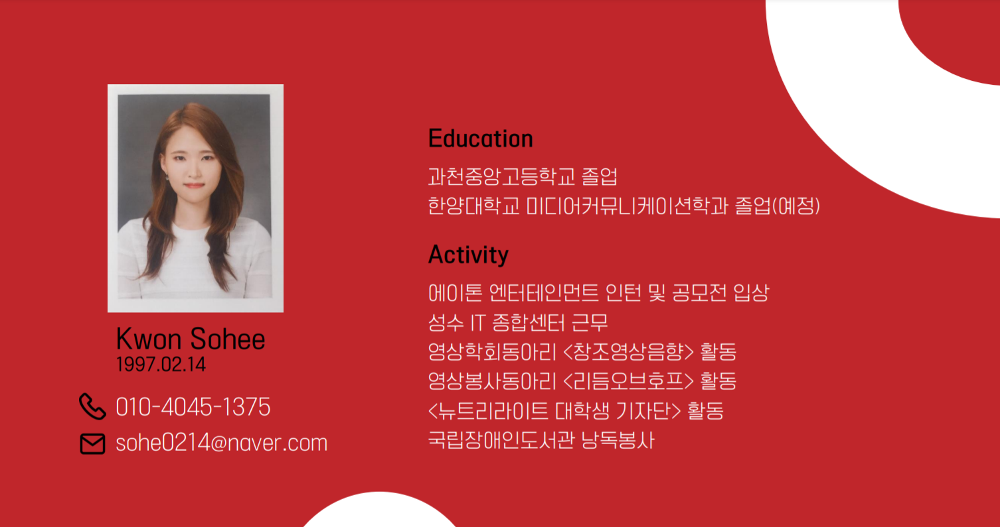 Kwon Sohee
1997.02.14
010-4045-1375
sohe0214@naver.com
Education
과천중앙고등학교 졸업
한양대학교 미디어커뮤니케이션학과 졸업(예정)
Activity
에이톤 엔터테인먼트 인턴 및 공모전 입상
성수 IT 종합센터 근무
영상학회동아리 <창조영상음향> 활동
영상봉사동아리 <리듬오브호프> 활동
<뉴트리라이트 대학생 기자단> 활동
국립장애인도서관 낭독봉사